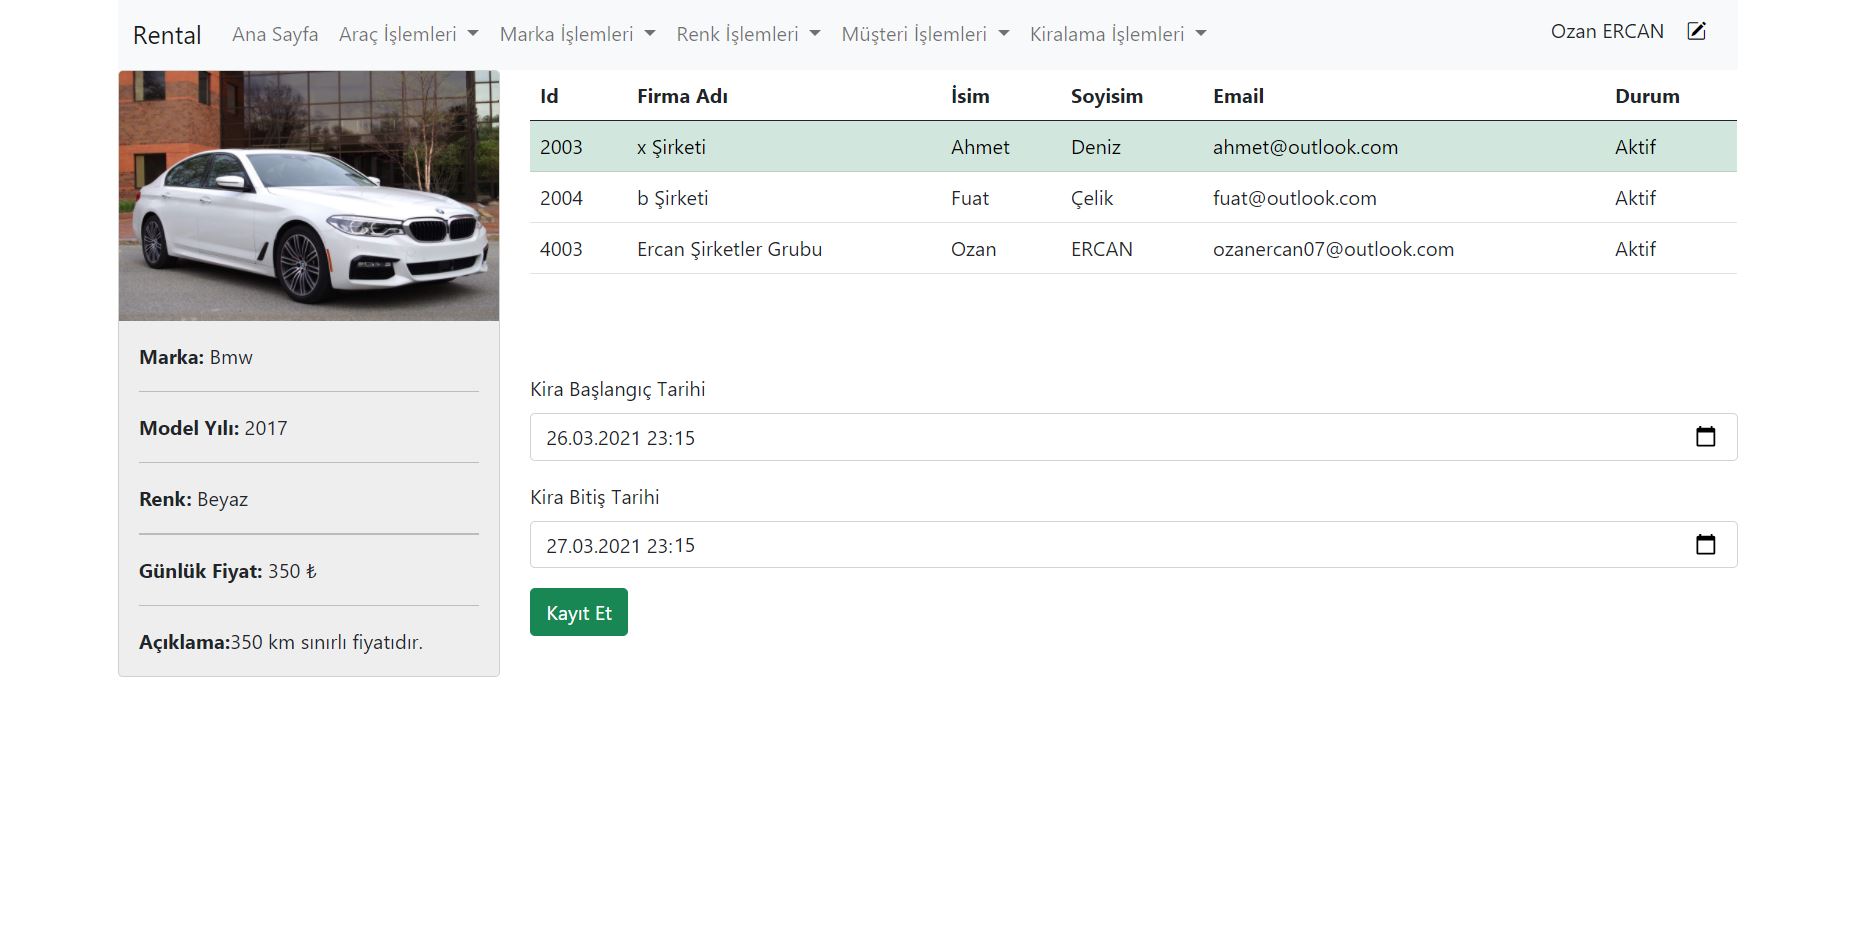 Rental Ana Sayfa Araç İşlemleri Marka İşlemleri Renk İşlemleri Müşteri İşlemleri Kiralama İşlemleri Ozan ERCAN
Marka: Bmw
Model Yılı: 2017
Renk: Beyaz
Günlük Fiyat: 350 ₺
Açıklama:350 km sınırlı fiyatıdır.
Id Firma Adı İsim Soyisim Email Durum
2003 x Şirketi Ahmet Deniz ahmet@outlook.com Aktif
2004 b Şirketi Fuat Çelik fuat@outlook.com Aktif
4003 Ercan Şirketler Grubu Ozan ERCAN ozanercan07@outlook.com Aktif
Kira Başlangıç Tarihi
26.03.2021 23:15
Kira Bitiş Tarihi
27.03.2021 23:15
Kayıt Et